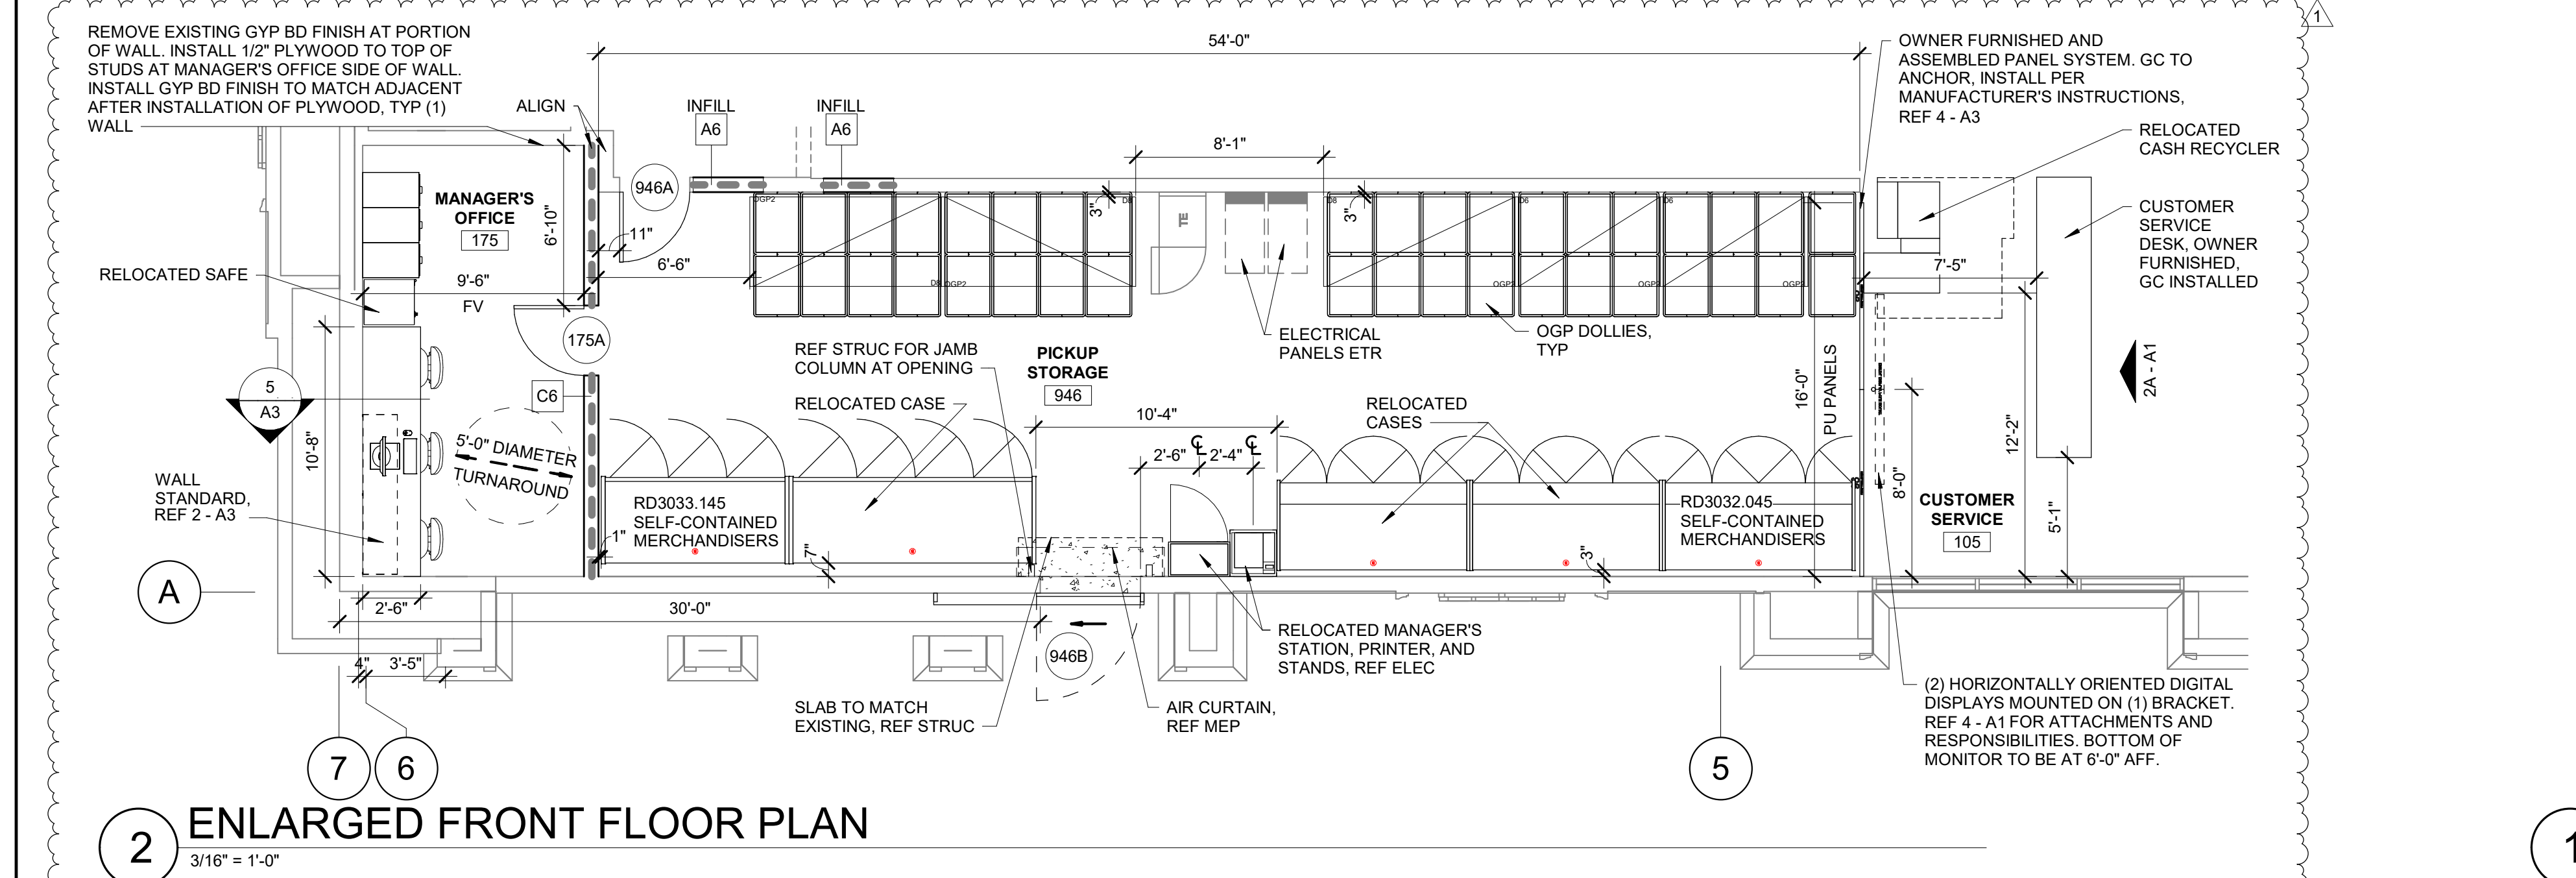 REMOVE EXISTING GYP BD FINISH AT PORTION
OF WALL. INSTALL 1/2" PLYWOOD TO TOP OF
STUDS AT MANAGER'S OFFICE SIDE OF WALL.
INSTALL GYP BD FINISH TO MATCH ADJACENT
AFTER INSTALLATION OF PLYWOOD, TYP (1)
WALL
ALIGN
INFILL
A6
INFILL
A6
54'-0"
8'-1"
1
OWNER FURNISHED AND
ASSEMBLED PANEL SYSTEM. GC TO
ANCHOR, INSTALL PER
MANUFACTURER'S INSTRUCTIONS,
REF 4 - A3
RELOCATED
CASH RECYCLER
CUSTOMER
SERVICE
DESK, OWNER
FURNISHED,
GC INSTALLED
946A
MANAGER'S
OFFICE
175
6'-10"
11"
6'-6"
RELOCATED SAFE
9'-6"
FV
OGP2
D8
D8
OGP2
3"
TE
3"
D8
D6
D6
OGP2
OGP2
OGP2
7'-5"
175A
ELECTRICAL
PANELS ETR
OGP DOLLIES,
TYP
REF STRUC FOR JAMB
COLUMN AT OPENING
PICKUP
STORAGE
946
RELOCATED CASE
RELOCATED
CASES
10'-4"
16'-0"
PU PANELS
2A - A1
5
A3
C6
10'-8"
5'-0" DIAMETER
TURNAROUND
2'-6"
2'-4"
12'-2"
8'-0"
5'-1"
WALL
STANDARD,
REF 2 - A3
RD3033.145
SELF-CONTAINED
MERCHANDISERS
1"
7"
RD3032.045
SELF-CONTAINED
MERCHANDISERS
3"
CUSTOMER
SERVICE
105
A
2'-6"
30'-0"
4"
3'-5"
946B
RELOCATED MANAGER'S
STATION, PRINTER, AND
STANDS, REF ELEC
SLAB TO MATCH
EXISTING, REF STRUC
AIR CURTAIN,
REF MEP
(2) HORIZONTALLY ORIENTED DIGITAL
DISPLAYS MOUNTED ON (1) BRACKET.
REF 4 - A1 FOR ATTACHMENTS AND
RESPONSIBILITIES. BOTTOM OF
MONITOR TO BE AT 6'-0" AFF.
7
6
5
2
ENLARGED FRONT FLOOR PLAN
3/16" = 1'-0"